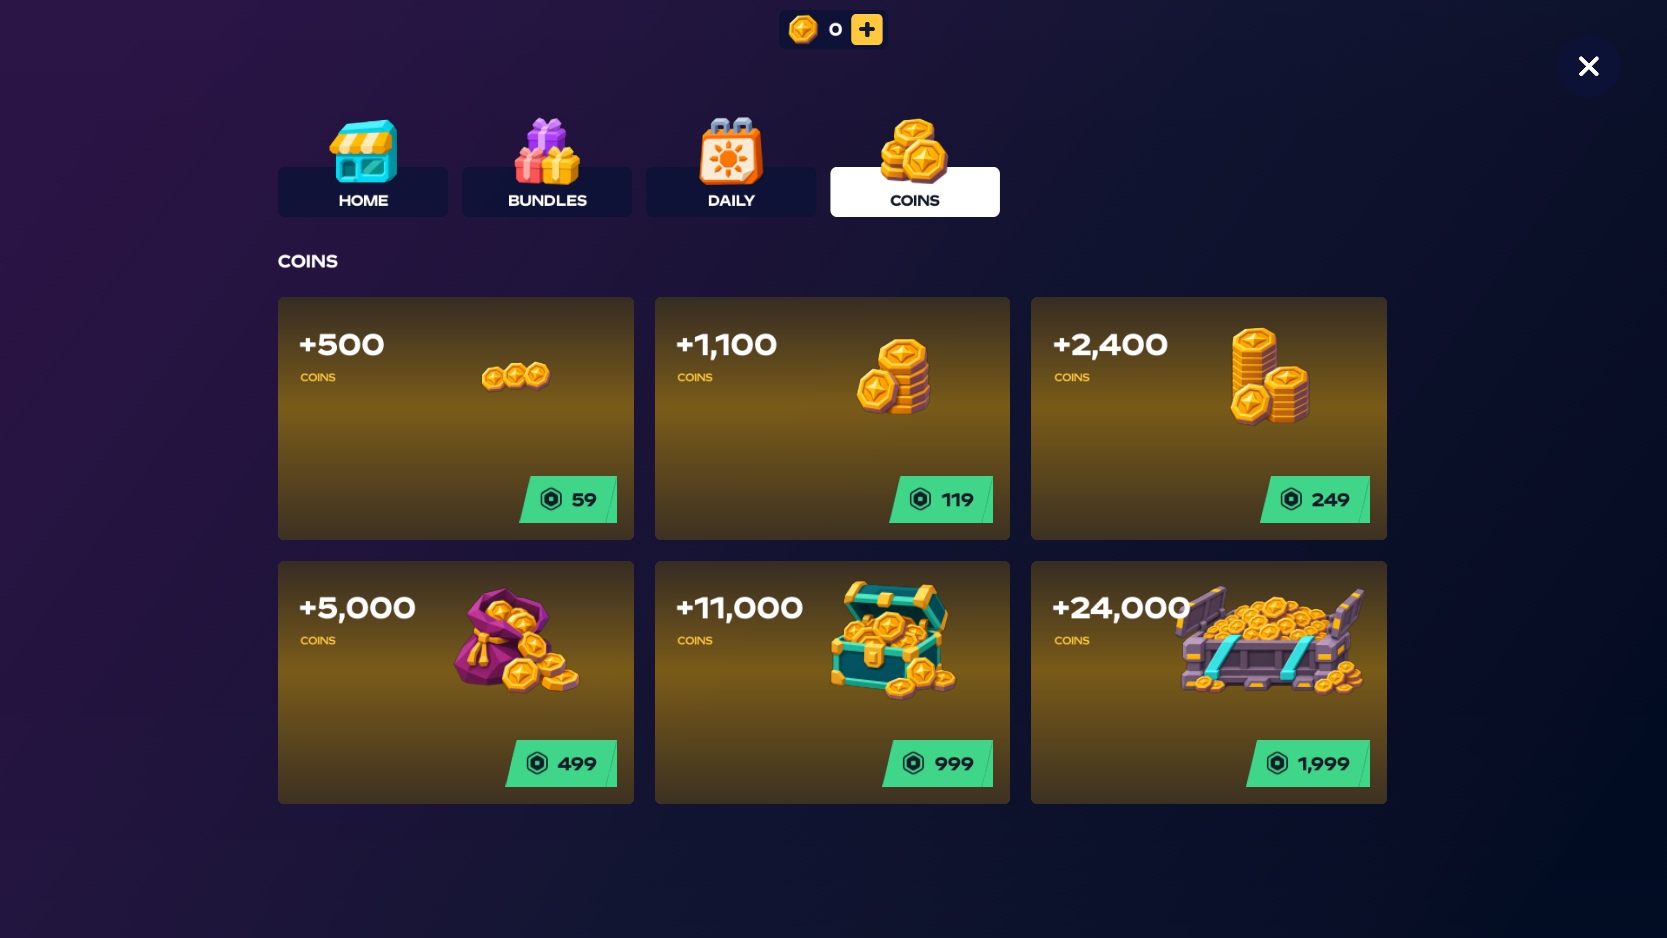 0 +
HOME
BUNDLES
DAILY
COINS
COINS
+500
COINS
59
+1,100
COINS
119
+2,400
COINS
249
+5,000
COINS
499
+11,000
COINS
999
+24,000
COINS
1,999